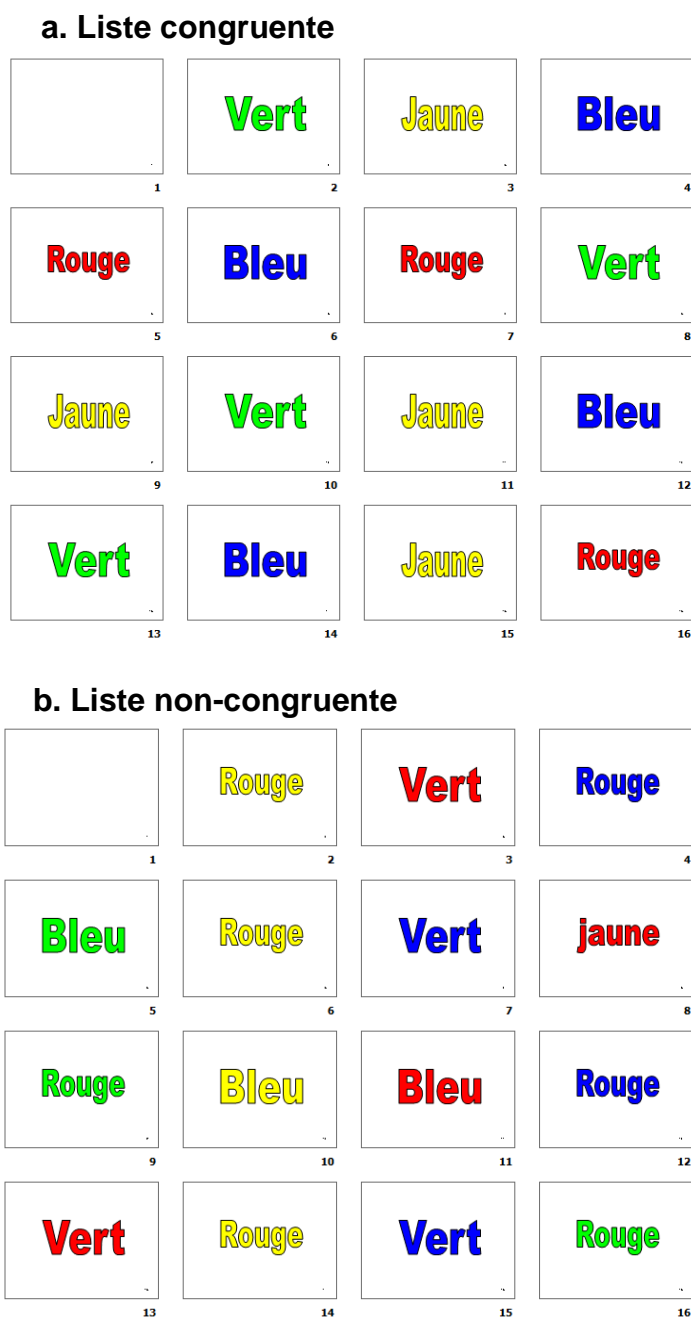 a. Liste congruente
Vert Jaune Bleu
1 2 3 4
Rouge Bleu Rouge Vert
5 6 7 8
Jaune Vert Jaune Bleu
9 10 11 12
Vert Bleu Jaune Rouge
13 14 15 16
b. Liste non-congruente
Rouge Vert Rouge
1 2 3 4
Bleu Rouge Vert jaune
5 6 7 8
Rouge Bleu Bleu Rouge
9 10 11 12
Vert Rouge Vert Rouge
13 14 15 16